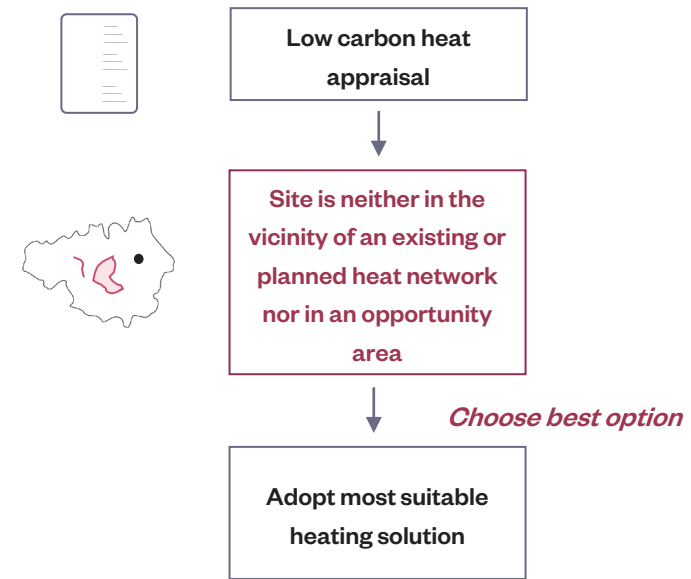 Low carbon heat
appraisal
Site is neither in the
vicinity of an existing or
planned heat network
nor in an opportunity
area
Choose best option
Adopt most suitable
heating solution